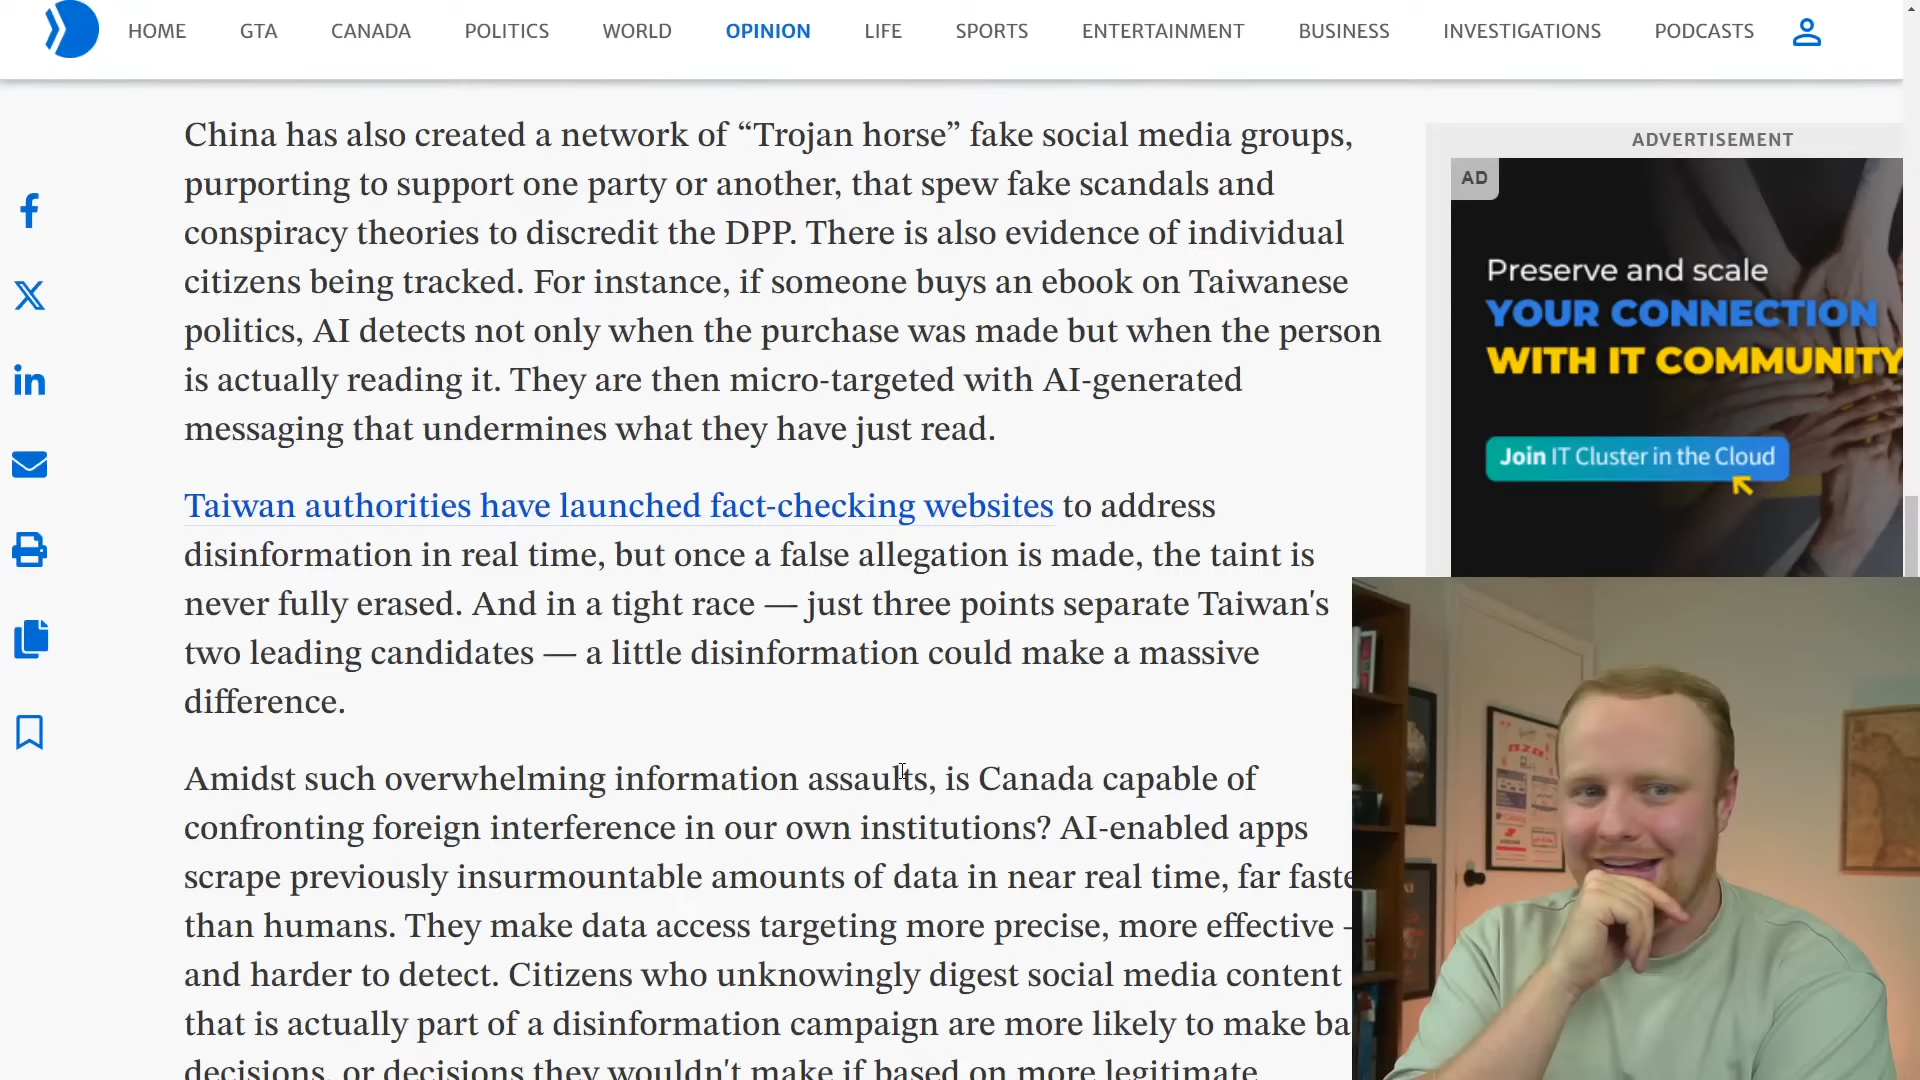 HOME GTA CANADA POLITICS WORLD OPINION LIFE SPORTS ENTERTAINMENT BUSINESS INVESTIGATIONS PODCASTS
China has also created a network of “Trojan horse” fake social media groups,
purporting to support one party or another, that spew fake scandals and
conspiracy theories to discredit the DPP. There is also evidence of individual
citizens being tracked. For instance, if someone buys an ebook on Taiwanese
politics, AI detects not only when the purchase was made but when the person
is actually reading it. They are then micro-targeted with AI-generated
messaging that undermines what they have just read.
Taiwan authorities have launched fact-checking websites to address
disinformation in real time, but once a false allegation is made, the taint is
never fully erased. And in a tight race — just three points separate Taiwan's
two leading candidates — a little disinformation could make a massive
difference.
Amidst such overwhelming information assaults, is Canada capable of
confronting foreign interference in our own institutions? AI-enabled apps
scrape previously insurmountable amounts of data in near real time, far faste
than humans. They make data access targeting more precise, more effective –
and harder to detect. Citizens who unknowingly digest social media content
that is actually part of a disinformation campaign are more likely to make ba
decisions, or decisions they wouldn't make if based on more legitimate
ADVERTISEMENT
AD
Preserve and scale
YOUR CONNECTION
WITH IT COMMUNITY
Join IT Cluster in the Cloud